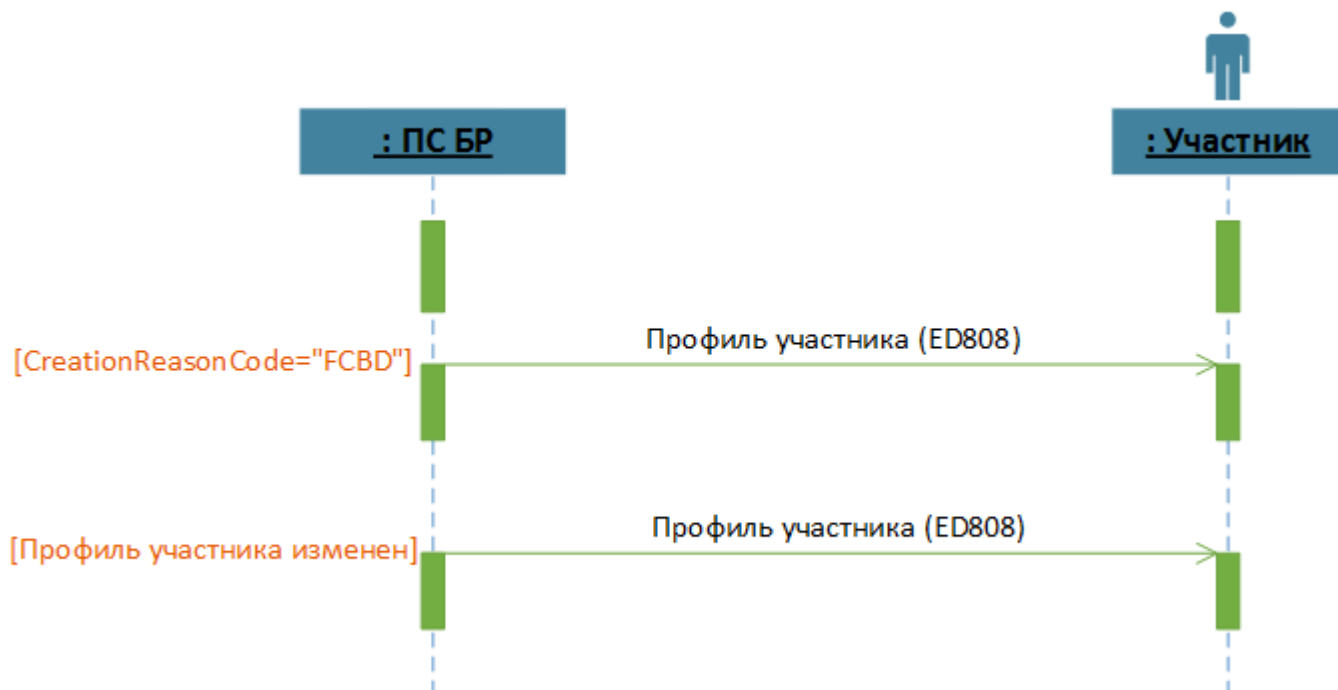 : ПС БР
: Участник
Профиль участника (ED808)
[CreationReasonCode="FCBD"]
Профиль участника (ED808)
[Профиль участника изменен]